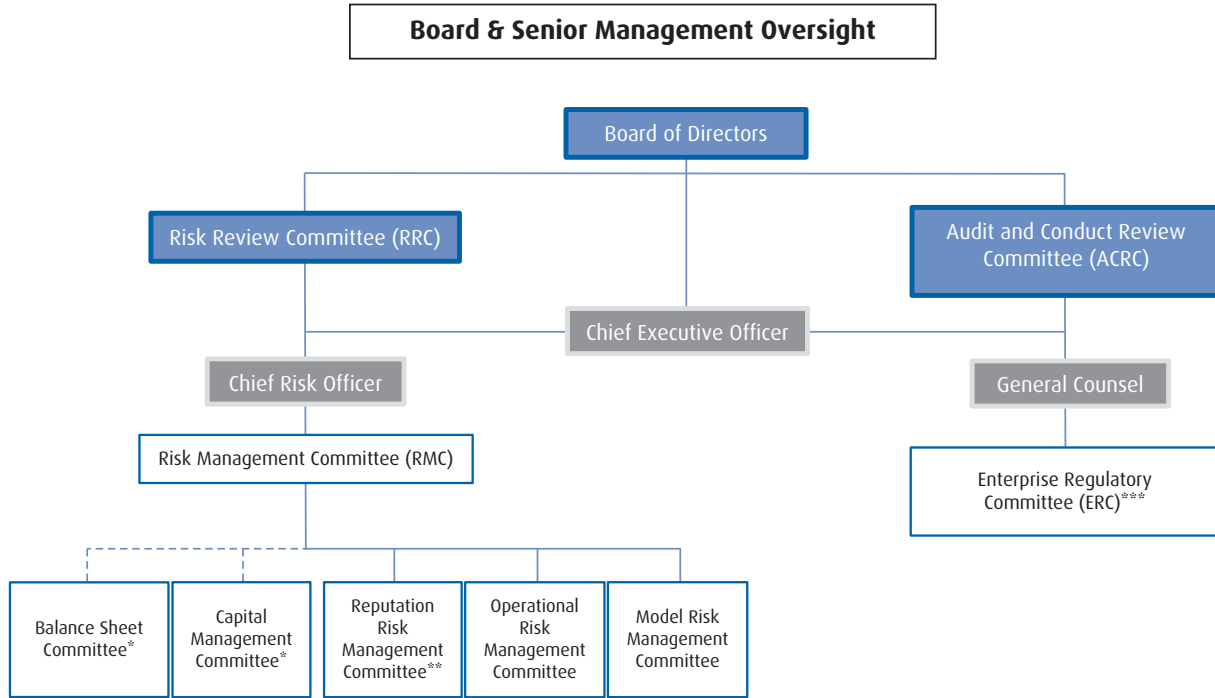 Board & Senior Management Oversight
Board of Directors
Risk Review Committee (RRC)
Audit and Conduct Review
Committee (ACRC)
Chief Executive Officer
Chief Risk Officer
General Counsel
Risk Management Committee (RMC)
Enterprise Regulatory
Committee (ERC)***
Balance Sheet
Committee*
Capital
Management
Committee*
Reputation
Risk
Management
Committee**
Operational
Risk
Management
Committee
Model Risk
Management
Committee